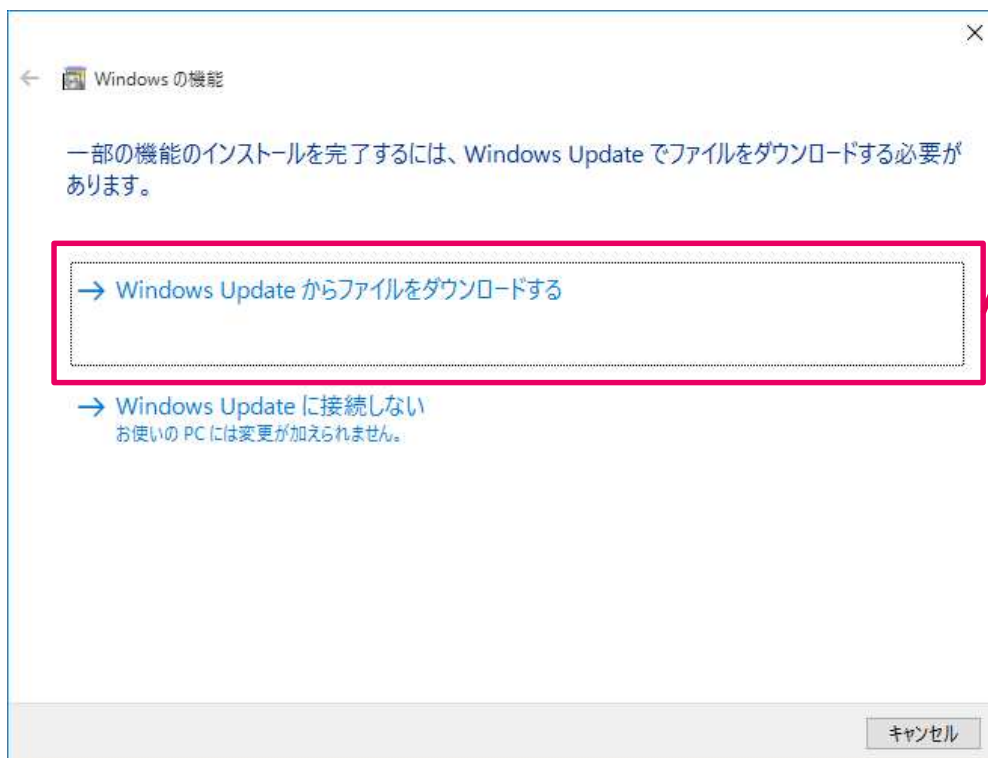 Windows の機能
一部の機能のインストールを完了するには、Windows Update でファイルをダウンロードする必要が
あります。
→ Windows Update からファイルをダウンロードする
→ Windows Update に接続しない
お使いの PC には変更が加えられません。
キャンセル